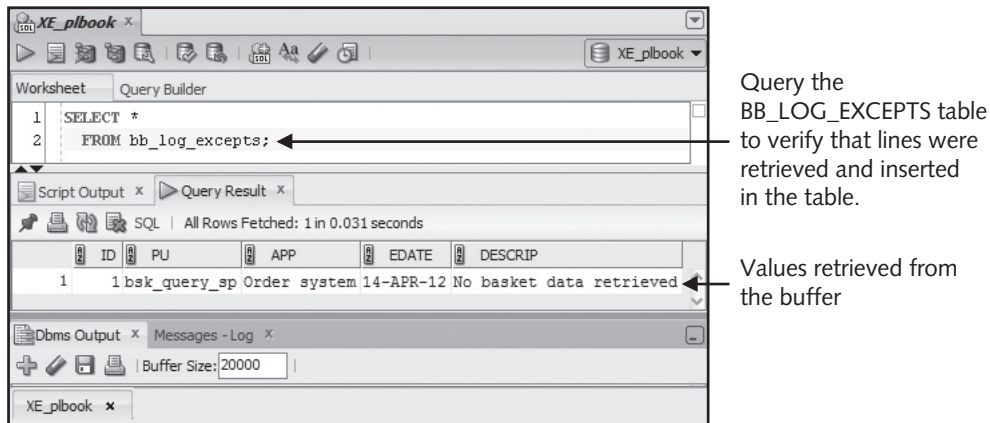 XE_plbook
XE_plbook
Worksheet Query Builder
1 SELECT *
2 FROM bb_log_excepts;
Query the
BB_LOG_EXCEPTS table
to verify that lines were
retrieved and inserted
in the table.
Script Output x Query Result x
SQL | All Rows Fetched: 1 in 0.031 seconds
ID PU APP EDATE DESCRIP
1 1 bsk_query_sp Order system 14-APR-12 No basket data retrieved
Values retrieved from
the buffer
Dbms Output x Messages - Log x
Buffer Size: 20000
XE_plbook x